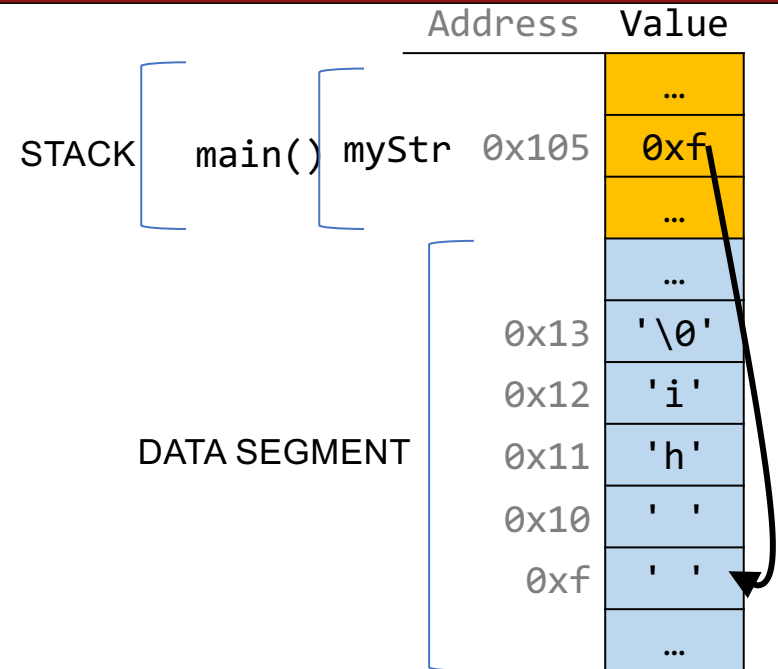 Address Value
…
STACK main() myStr 0x105 0xf
…
…
0x13 '\0'
0x12 'i'
DATA SEGMENT 0x11 'h'
0x10 ' '
0xf ' '
…